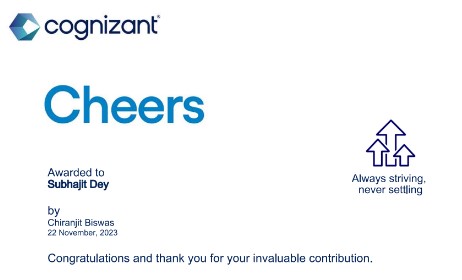 cognizant®
Cheers
Awarded to
Subhajit Dey
Always striving,
never settling
by
Chiranjit Biswas
22 November, 2023
Congratulations and thank you for your invaluable contribution.